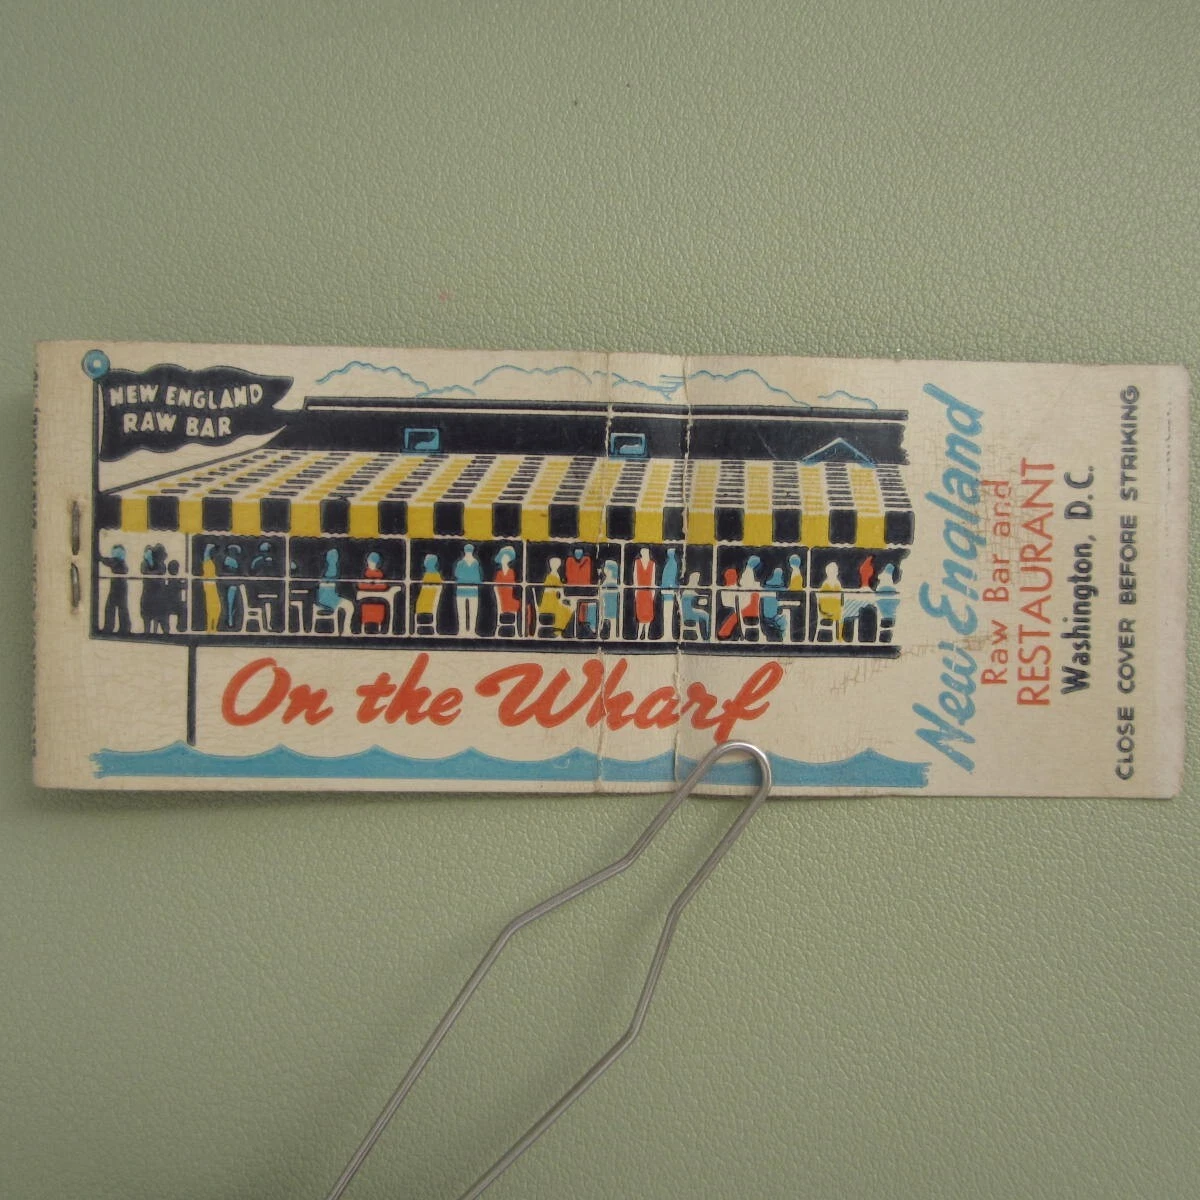 NEW ENGLAND
RAW BAR
On the Wharf
New England
Raw Bar and
RESTAURANT
Washington, D.C.
CLOSE COVER BEFORE STRIKING